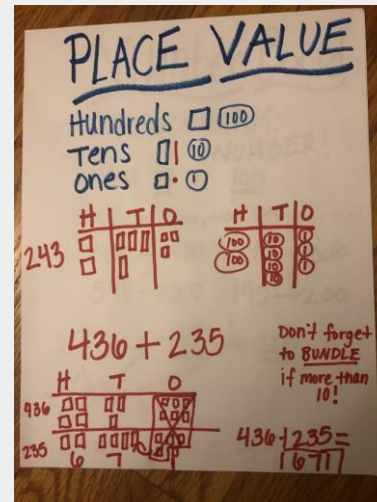 PLACE VALUE
Hundreds 100
Tens 10
ones 1
H T O H T O
243 100 10 1
100 10 1
10 1
10
436 + 235
Don't forget
to BUNDLE
if more than
10!
H T O
436
235
6 7 1
436+235=
671